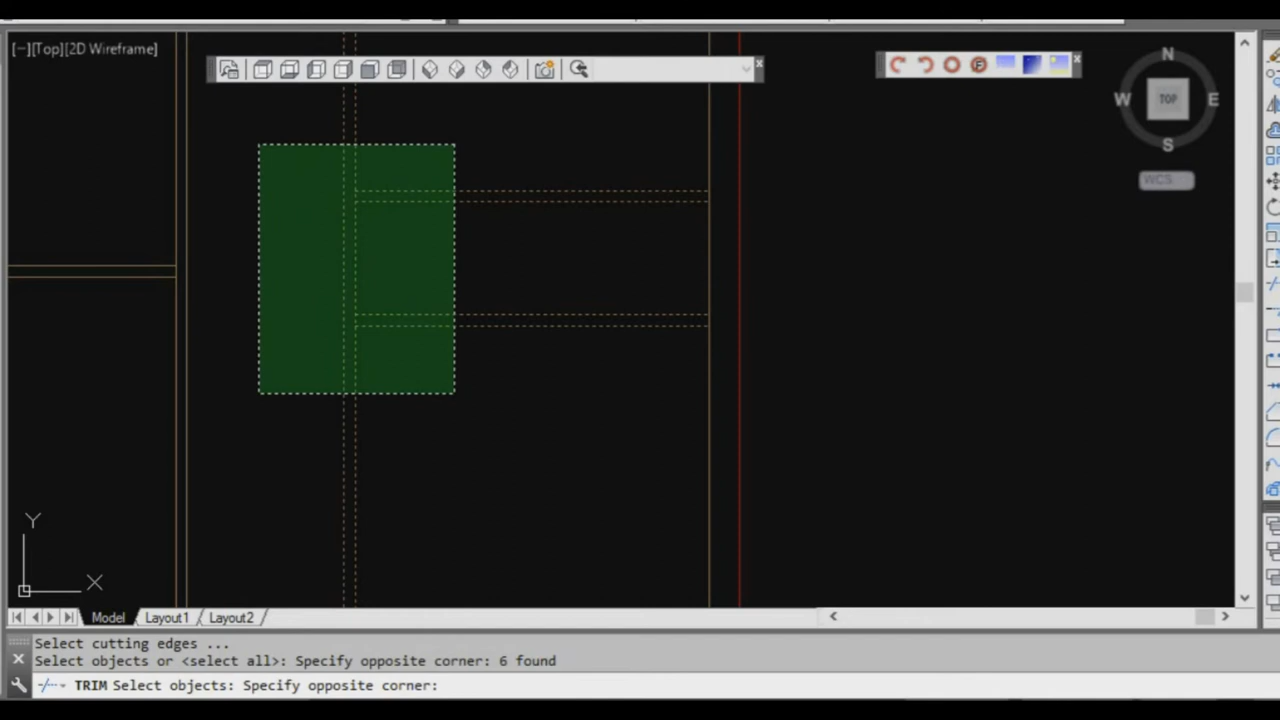 [−][Top][2D Wireframe]
N
W
TOP
E
S
WCS
Y
X
Model
Layout1
Layout2
Select cutting edges ...
Select objects or <select all>: Specify opposite corner: 6 found
TRIM Select objects: Specify opposite corner: